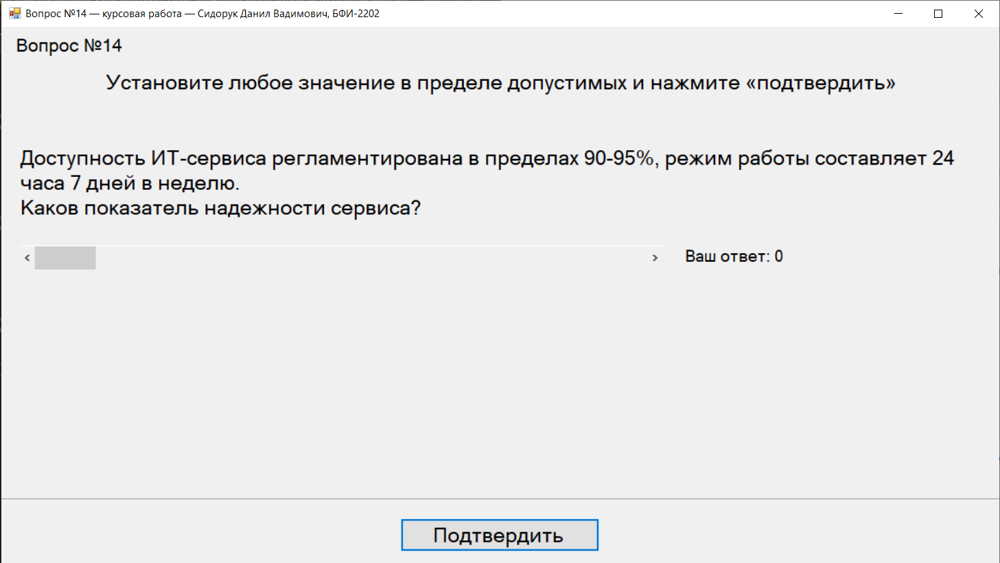 Вопрос №14 — курсовая работа — Сидорук Данил Вадимович, БФИ-2202
Вопрос №14
Установите любое значение в пределе допустимых и нажмите «подтвердить»
Доступность ИТ-сервиса регламентирована в пределах 90-95%, режим работы составляет 24
часа 7 дней в неделю.
Каков показатель надежности сервиса?
Ваш ответ: 0
Подтвердить